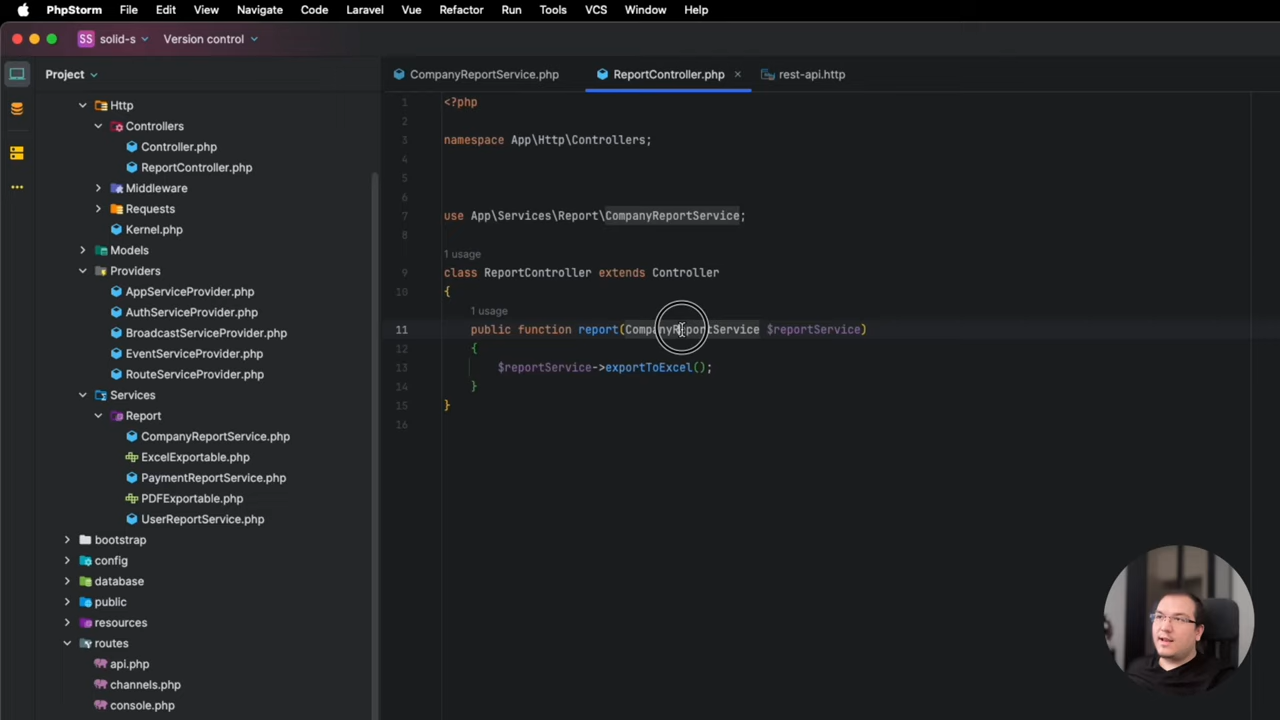 PhpStorm File Edit View Navigate Code Laravel Vue Refactor Run Tools VCS Window Help
SS solid-s Version control
Project
Http
Controllers
Controller.php
ReportController.php
Middleware
Requests
Kernel.php
Models
Providers
AppServiceProvider.php
AuthServiceProvider.php
BroadcastServiceProvider.php
EventServiceProvider.php
RouteServiceProvider.php
Services
Report
CompanyReportService.php
ExcelExportable.php
PaymentReportService.php
PDFExportable.php
UserReportService.php
bootstrap
config
database
public
resources
routes
api.php
channels.php
console.php
CompanyReportService.php ReportController.php rest-api.http
1 <?php
2
3 namespace App\Http\Controllers;
4
5
6
7 use App\Services\Report\CompanyReportService;
8
1 usage
9 class ReportController extends Controller
10 {
1 usage
11 public function report(CompanyReportService $reportService)
12 {
13 $reportService->exportToExcel();
14 }
15 }
16